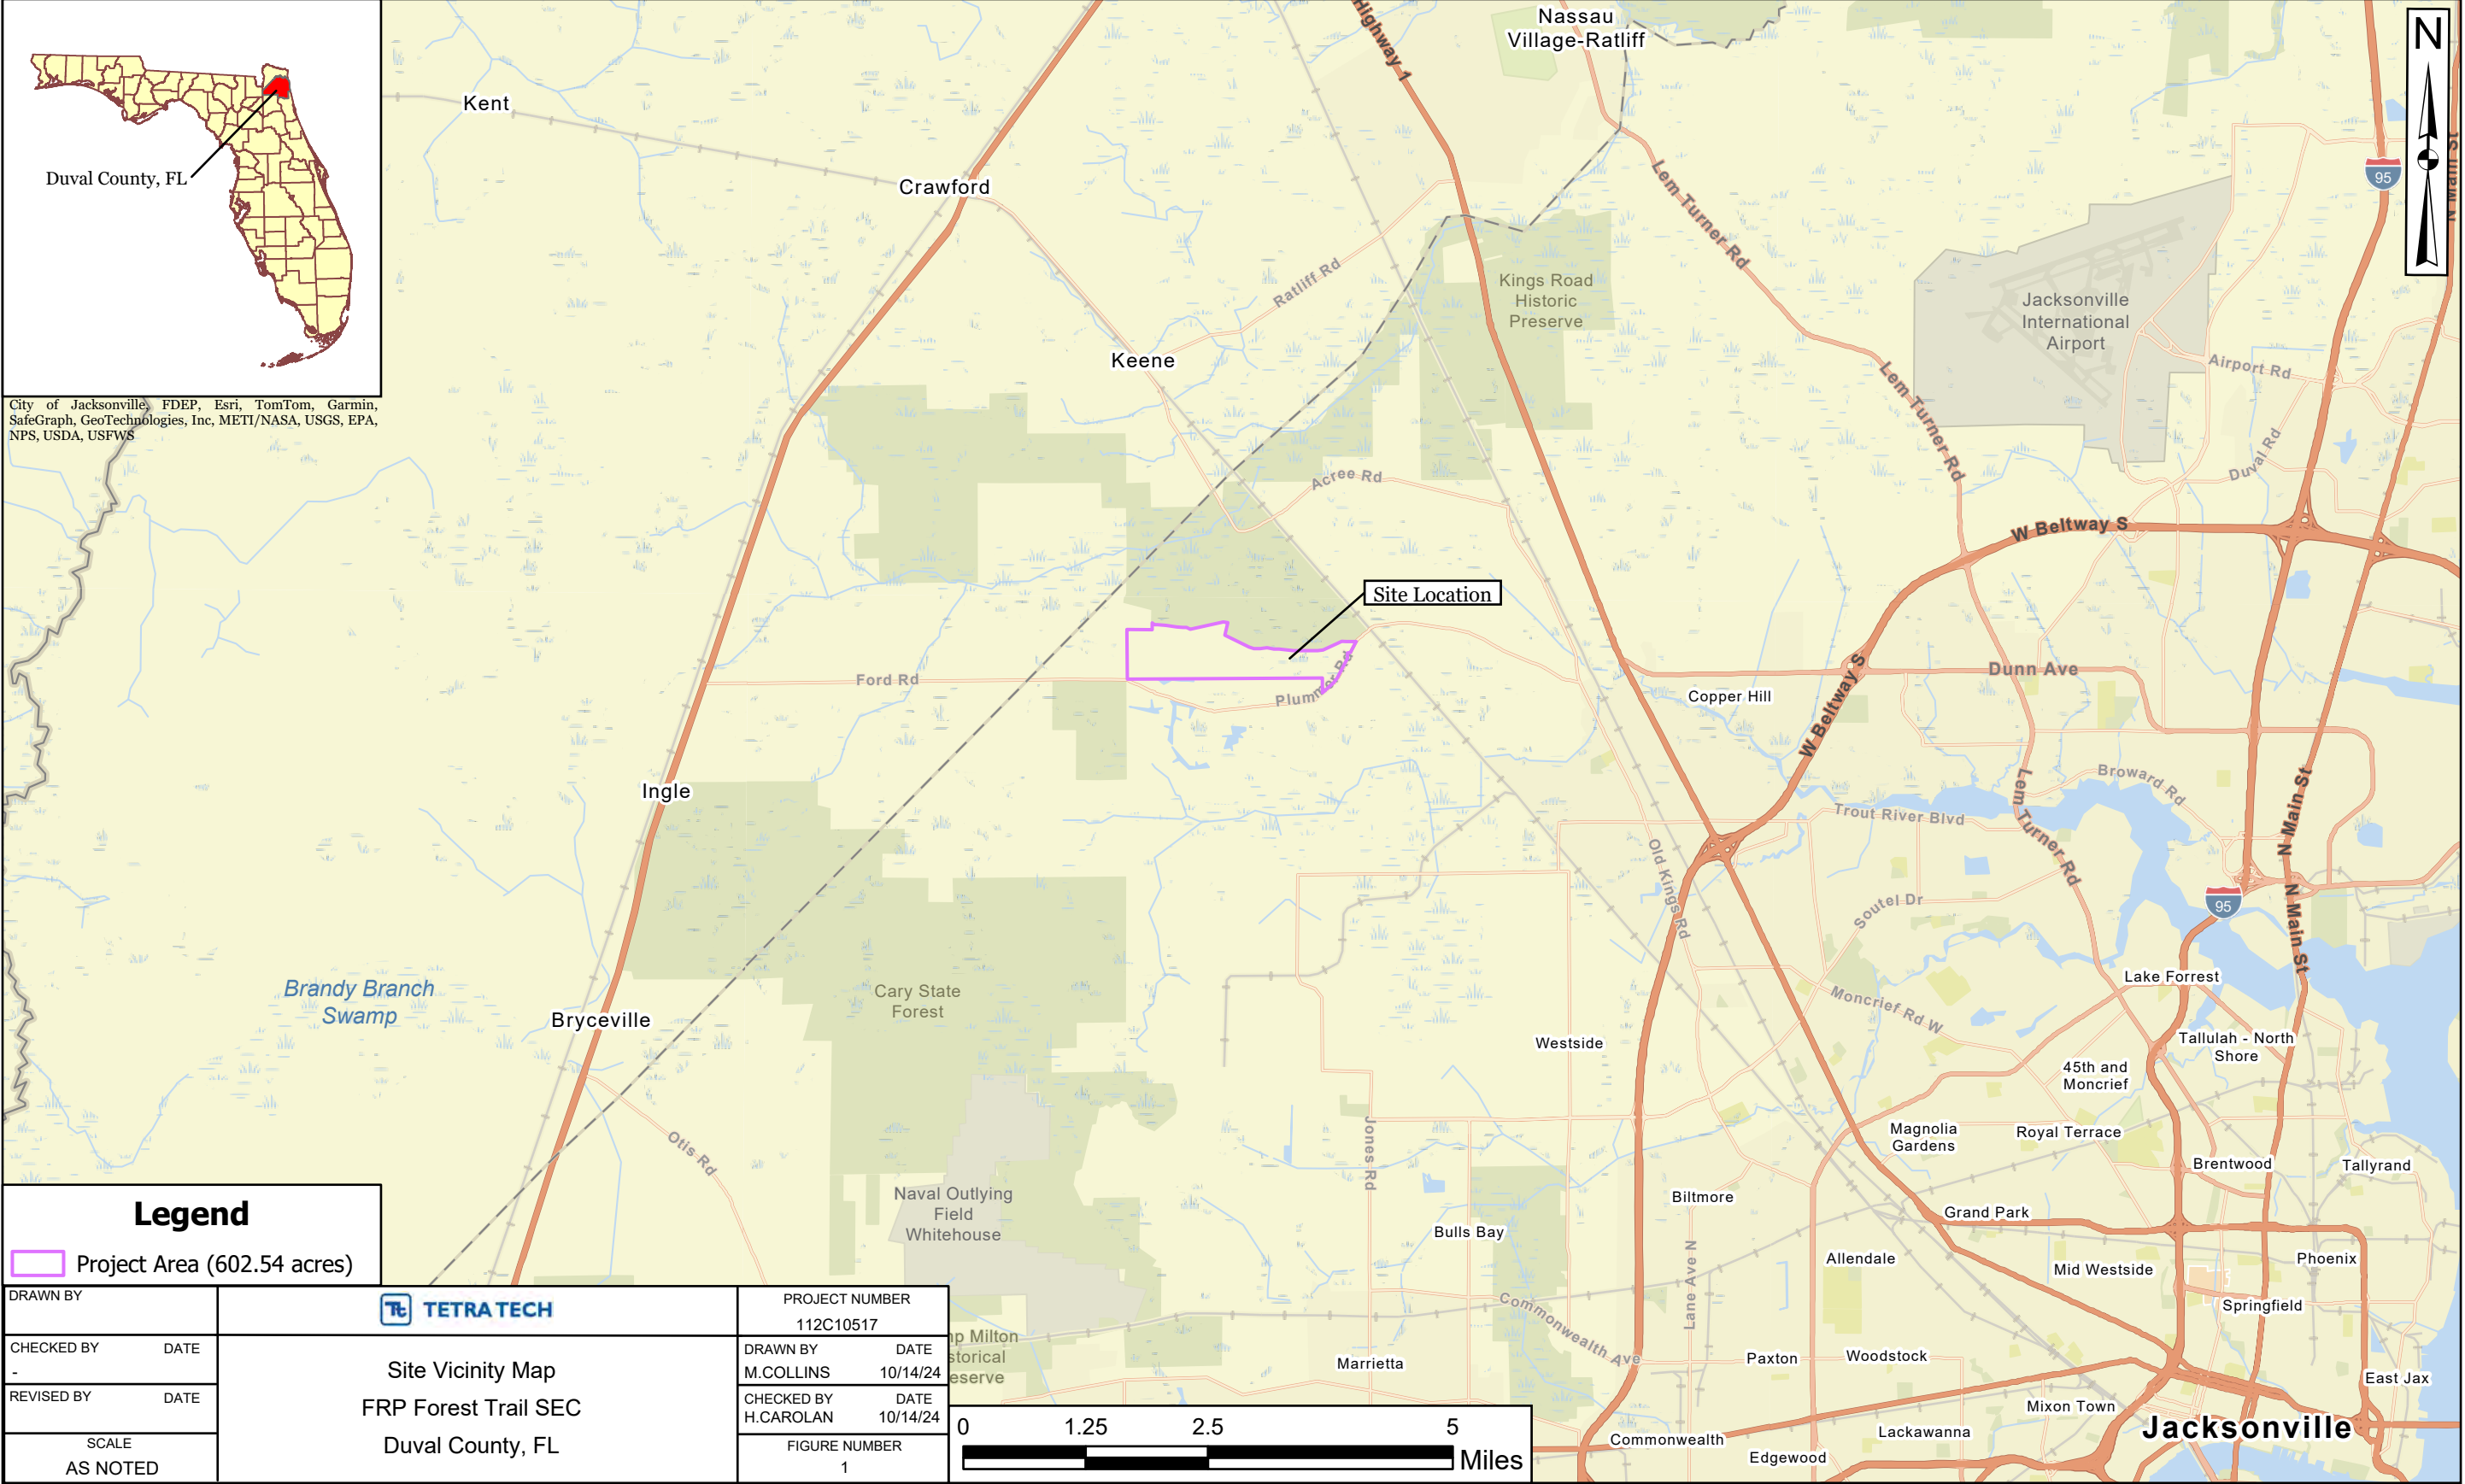 Duval County, FL
City of Jacksonville, FDEP, Esri, TomTom, Garmin,
SafeGraph, GeoTechnologies, Inc, METI/NASA, USGS, EPA,
NPS, USDA, USFWS
Kent
Crawford
Highway 1
Nassau
Village-Ratliff
N
95
N Main St
Lem Turner Rd
Ratliff Rd
Kings Road
Historic
Preserve
Jacksonville
International
Airport
Keene
Airport Rd
Lem Turner Rd
Acree Rd
Duval Rd
W Beltway S
Site Location
Ford Rd
Plummer Rd
Dunn Ave
Copper Hill
W Beltway S
Ingle
Broward Rd
Lem Turner Rd
Trout River Blvd
N Main St
Old Kings Rd
Soutel Dr
95
N Main St
Brandy Branch
Swamp
Cary State
Forest
Lake Forrest
Moncrief Rd W
Bryceville
Westside
Tallulah - North
Shore
45th and
Moncrief
Otis Rd
Jones Rd
Magnolia
Gardens
Royal Terrace
Brentwood
Tallyrand
Naval Outlying
Field
Whitehouse
Biltmore
Grand Park
Bulls Bay
Lane Ave N
Allendale
Mid Westside
Phoenix
Springfield
Commonwealth Ave
mp Milton
storical
eserve
Marrietta
Paxton
Woodstock
East Jax
Mixon Town
Lackawanna
Jacksonville
Commonwealth
Edgewood
Legend
Project Area (602.54 acres)
DRAWN BY
CHECKED BY DATE
-
REVISED BY DATE
SCALE
AS NOTED
Tt TETRA TECH
Site Vicinity Map
FRP Forest Trail SEC
Duval County, FL
PROJECT NUMBER
112C10517
DRAWN BY DATE
M.COLLINS 10/14/24
CHECKED BY DATE
H.CAROLAN 10/14/24
FIGURE NUMBER
1
0 1.25 2.5 5
Miles